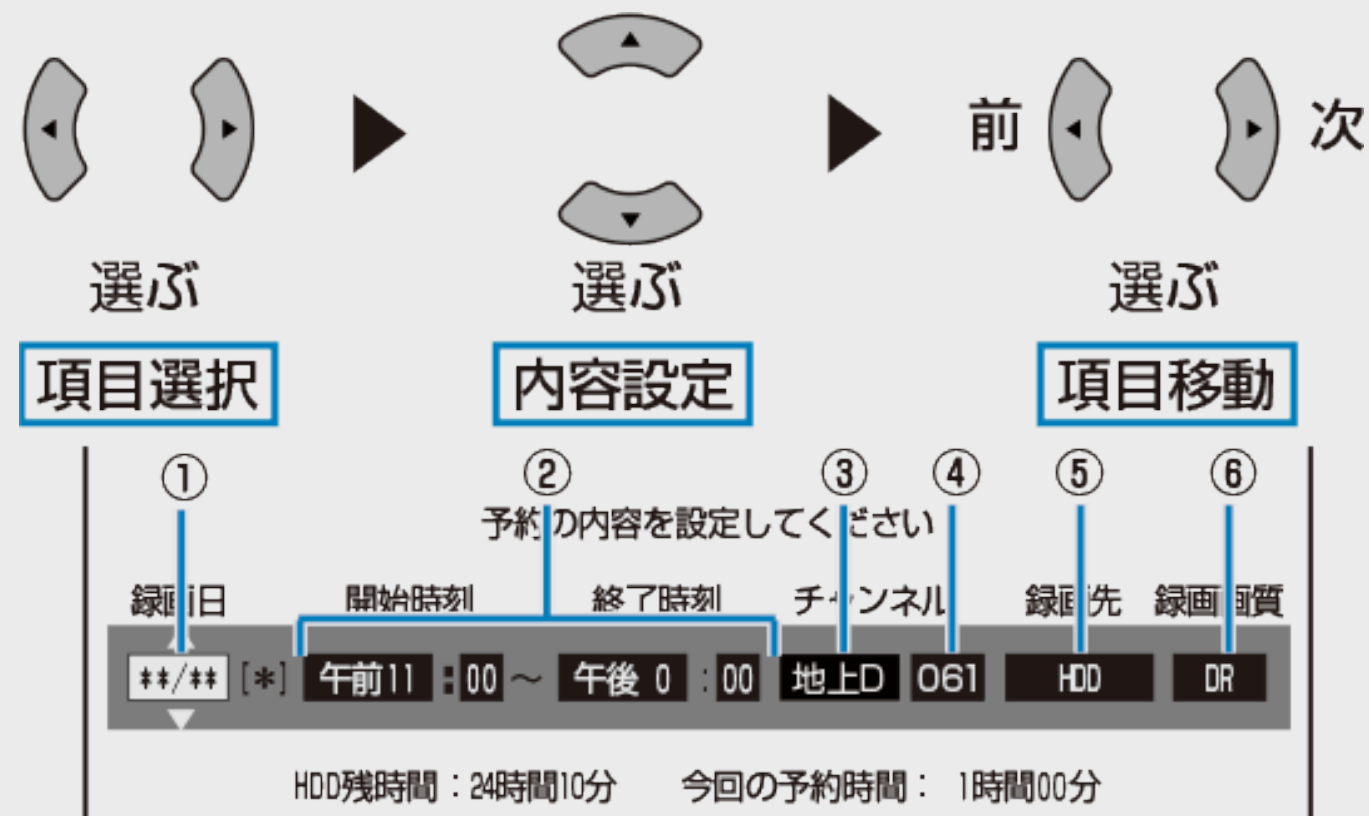 前 次
選ぶ 選ぶ 選ぶ
項目選択 内容設定 項目移動
① ② ③ ④ ⑤ ⑥
予約の内容を設定してください
録画日 開始時刻 終了時刻 チャンネル 録画先 録画画質
**/** [*] 午前11:00~午後 0:00 地上D 061 HDD DR
HDD残時間:24時間10分 今回の予約時間: 1時間00分